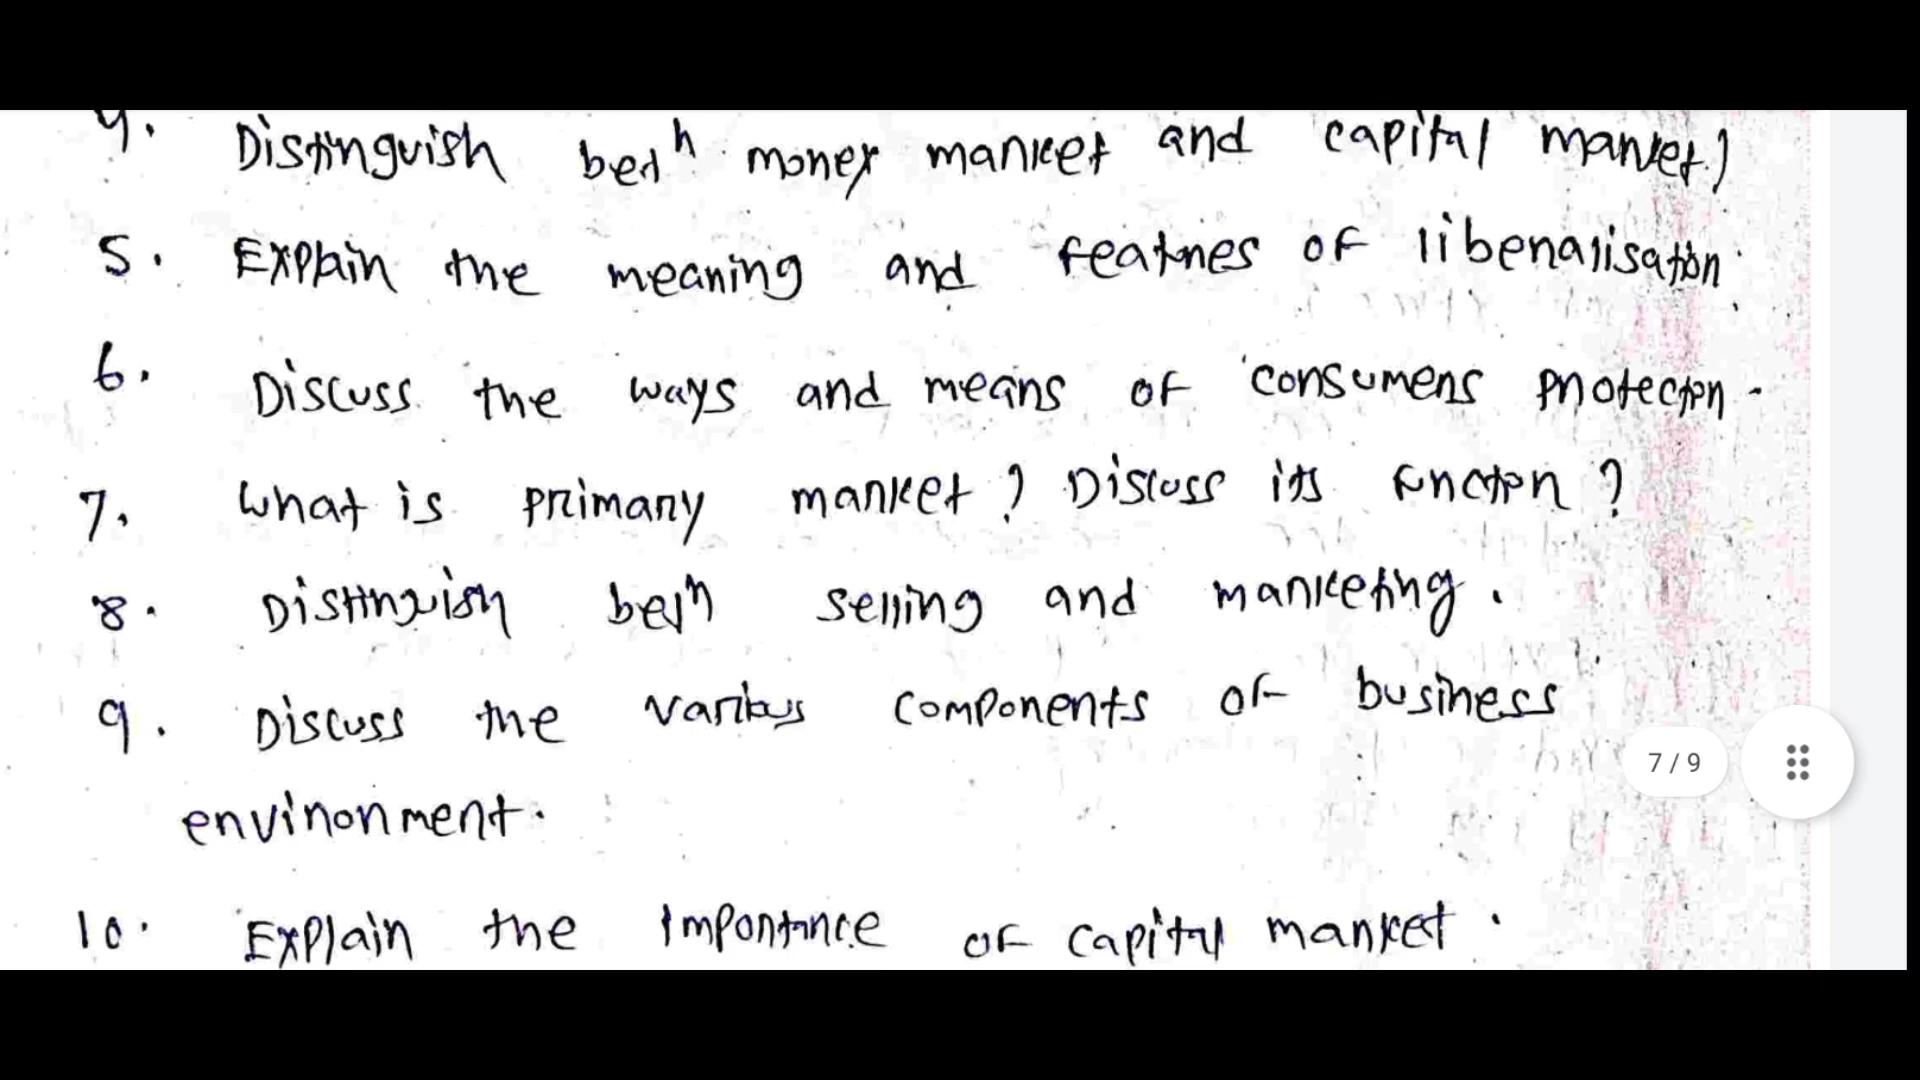 4. Distinguish betn money market and capital market)
5. Explain the meaning and features of liberalisation.
6. Discuss the ways and means of consumers protection.
7. What is primary market? Discuss its function?
8. Distinguish betn selling and marketing.
9. Discuss the various components of business
environment.
7 / 9
10. Explain the importance of capital market.